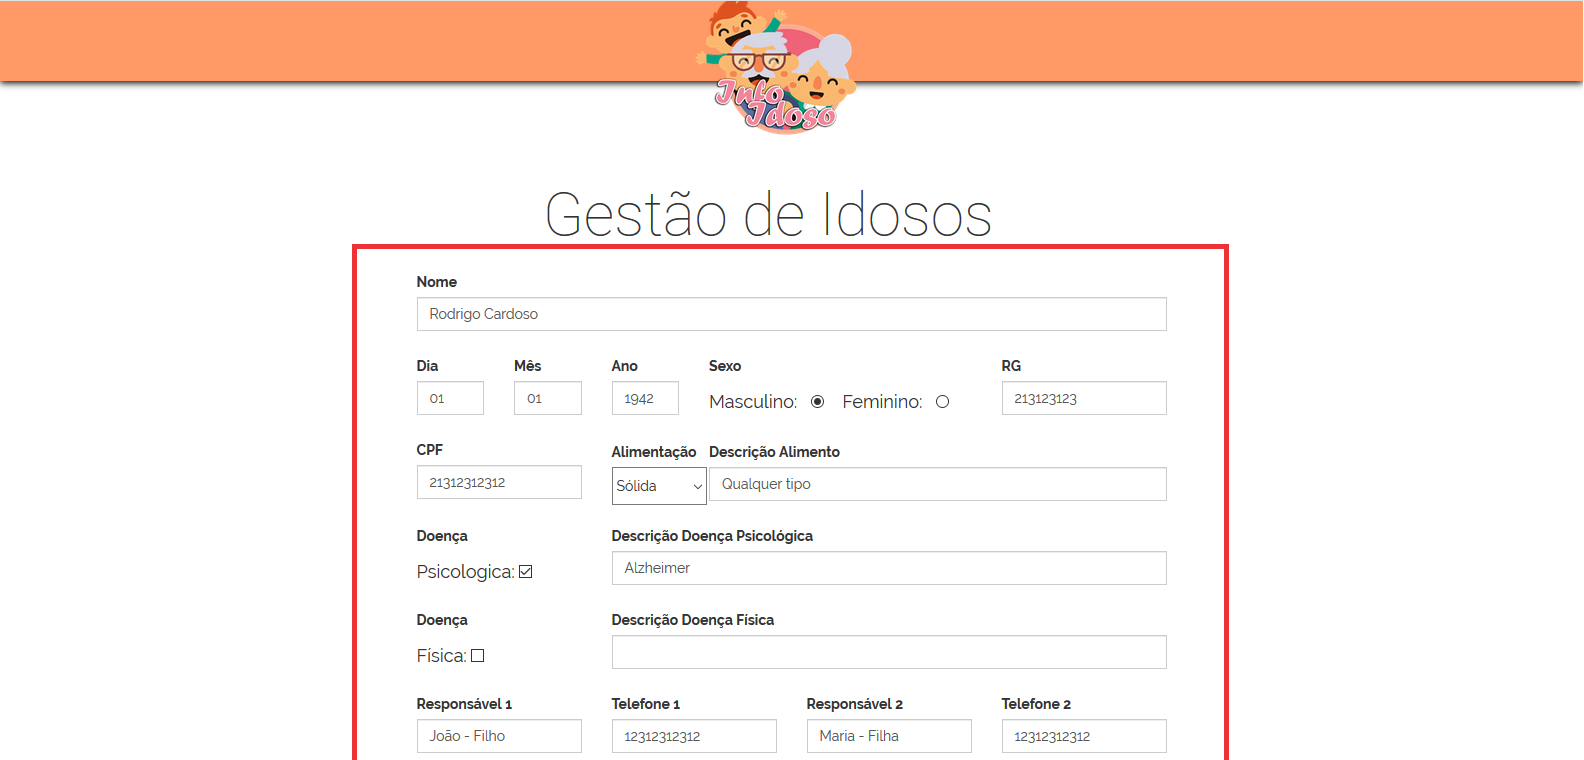 Info
Idoso
Gestão de Idosos
Nome
Rodrigo Cardoso
Dia Mês Ano Sexo RG
01 01 1942 Masculino: Feminino: 213123123
CPF Alimentação Descrição Alimento
21312312312 Sólida Qualquer tipo
Doença Descrição Doença Psicológica
Psicologica: Alzheimer
Doença Descrição Doença Física
Física:
Responsável 1 Telefone 1 Responsável 2 Telefone 2
João - Filho 12312312312 Maria - Filha 12312312312